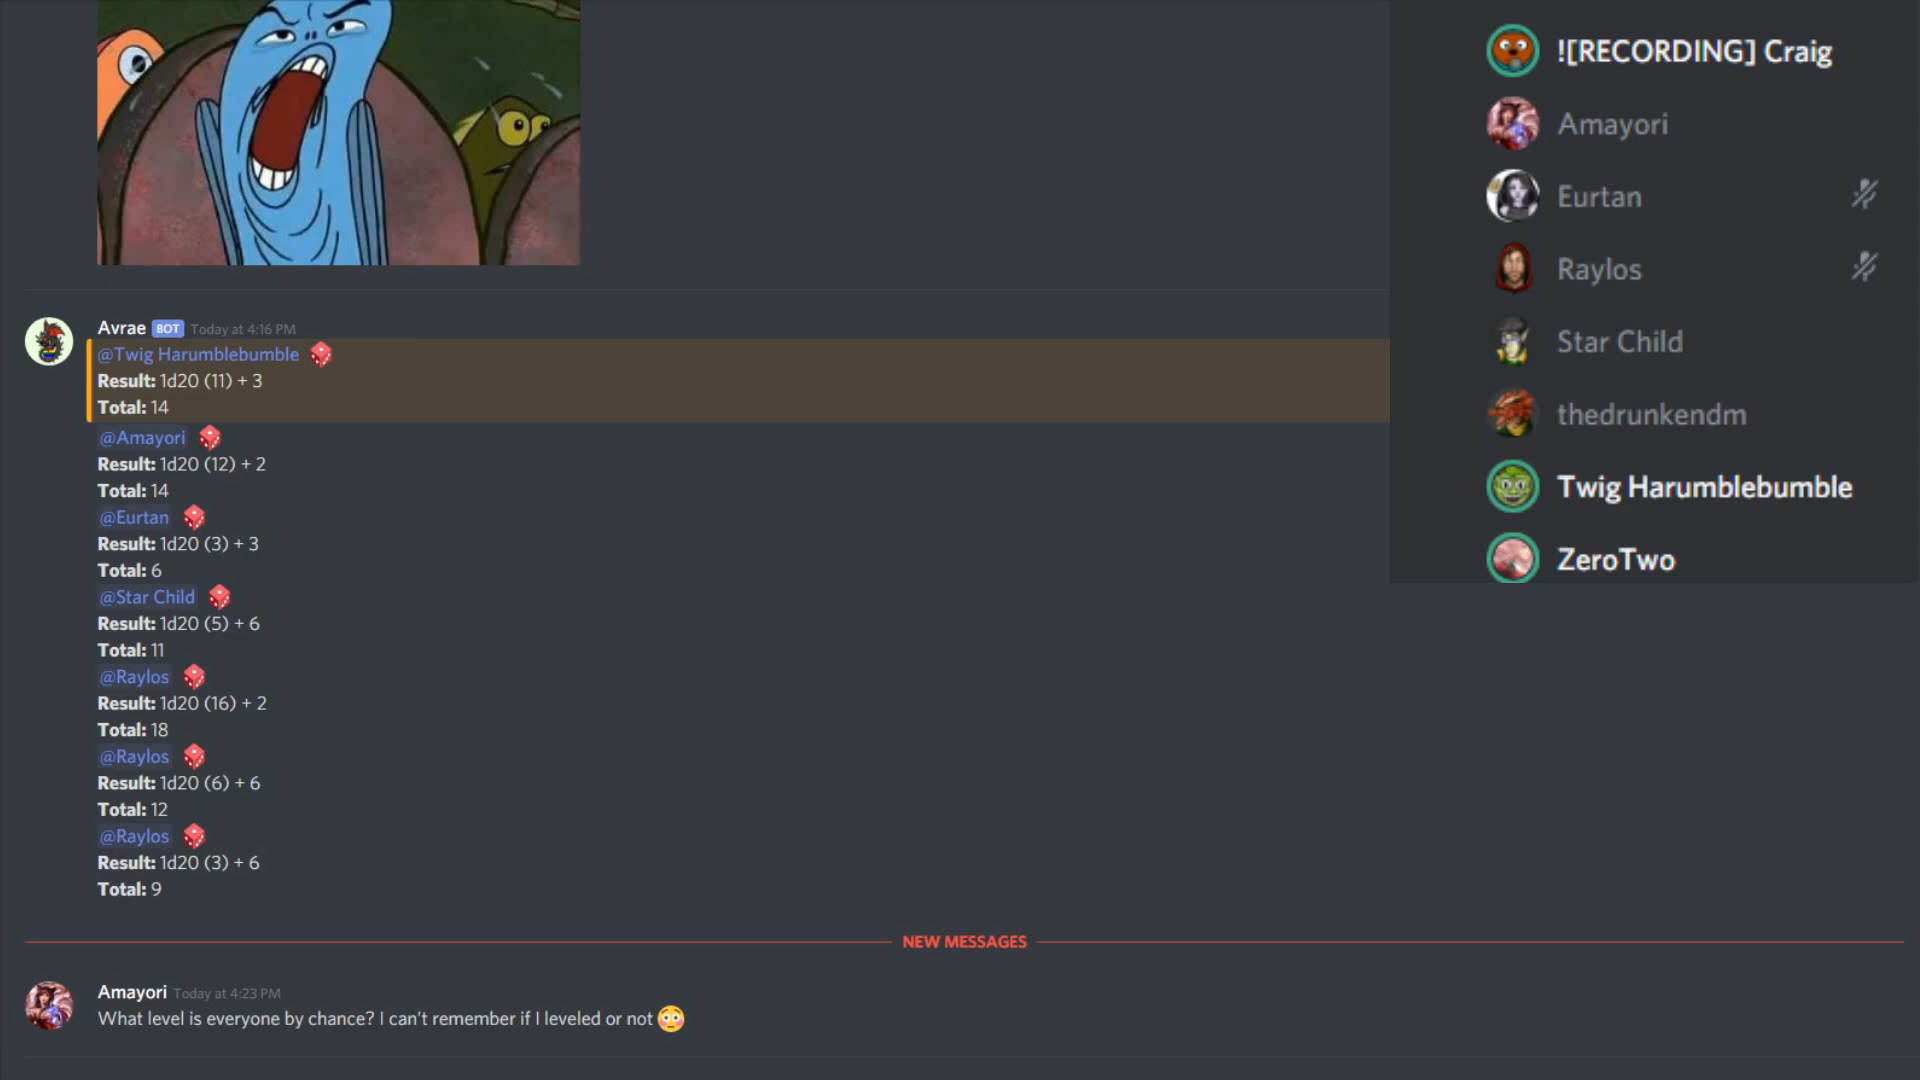 Avrae BOT Today at 4:16 PM
@Twig Harumblebumble
Result: 1d20 (11) + 3
Total: 14
@Amayori
Result: 1d20 (12) + 2
Total: 14
@Eurtan
Result: 1d20 (3) + 3
Total: 6
@Star Child
Result: 1d20 (5) + 6
Total: 11
@Raylos
Result: 1d20 (16) + 2
Total: 18
@Raylos
Result: 1d20 (6) + 6
Total: 12
@Raylos
Result: 1d20 (3) + 6
Total: 9
NEW MESSAGES
Amayori Today at 4:23 PM
What level is everyone by chance? I can't remember if I leveled or not
![RECORDING] Craig
Amayori
Eurtan
Raylos
Star Child
thedrunkendm
Twig Harumblebumble
ZeroTwo